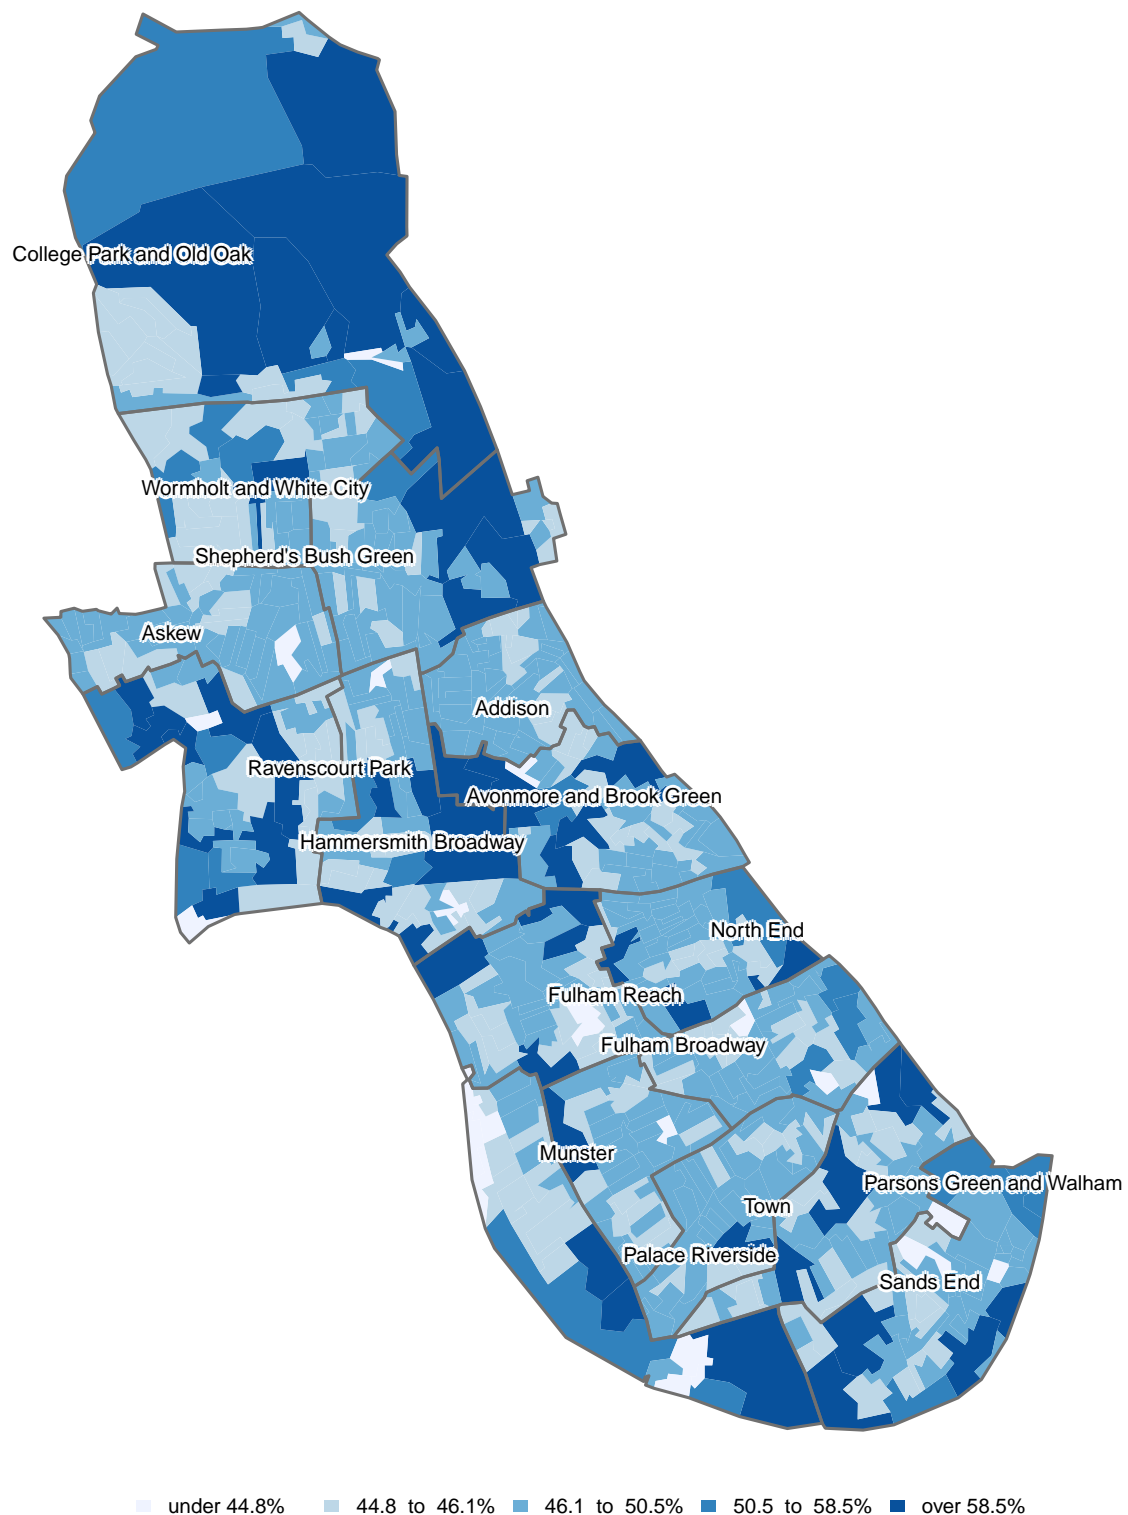 College Park and Old Oak
Wormholt and White City
Shepherd's Bush Green
Askew
Addison
Ravenscourt Park
Avonmore and Brook Green
Hammersmith Broadway
North End
Fulham Reach
Fulham Broadway
Munster
Parsons Green and Walham
Town
Palace Riverside
Sands End
under 44.8% 44.8 to 46.1% 46.1 to 50.5% 50.5 to 58.5% over 58.5%